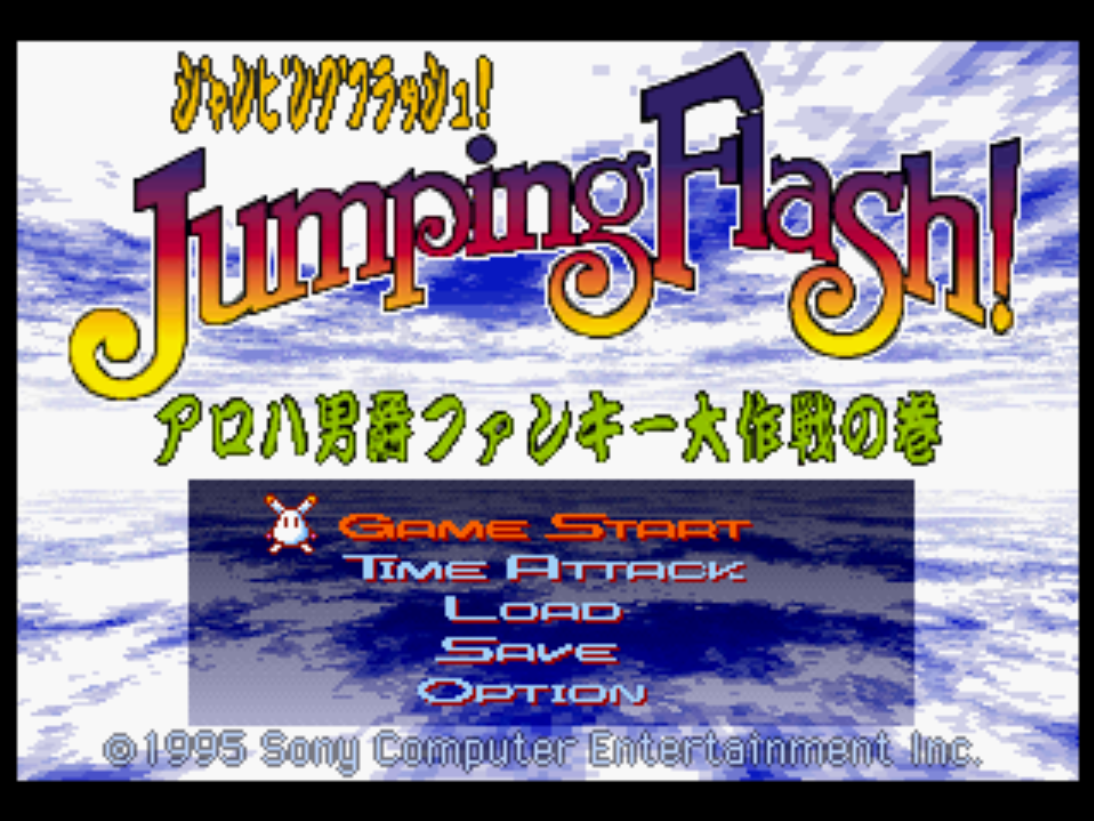 ジャンピングフラッシュ!
Jumping Flash!
アロハ男爵ファンキー大作戦の巻
GAME START
TIME ATTACK
LOAD
SAVE
OPTION
©1995 Sony Computer Entertainment Inc.